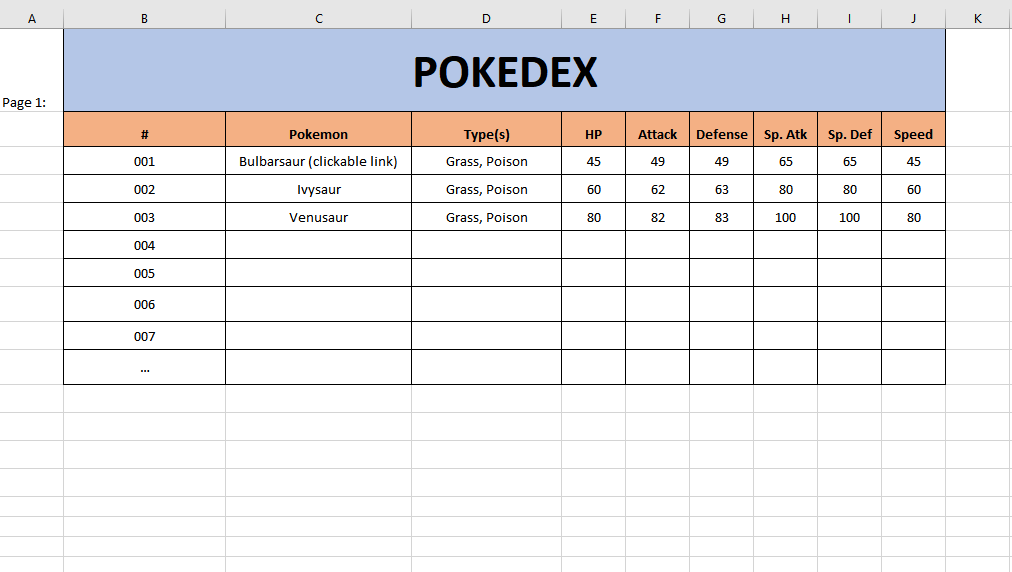 A B C D E F G H I J K
POKEDEX
Page 1:
# Pokemon Type(s) HP Attack Defense Sp. Atk Sp. Def Speed
001 Bulbarsaur (clickable link) Grass, Poison 45 49 49 65 65 45
002 Ivysaur Grass, Poison 60 62 63 80 80 60
003 Venusaur Grass, Poison 80 82 83 100 100 80
004
005
006
007
...